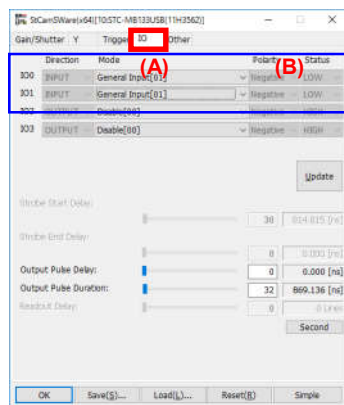 StCamSWare(x64)[10:STC-MB133USB(11H3562)]
Gain/Shutter Y Trigger IO Other
(A) (B)
Direction Mode Polarity Status
IO0 INPUT General Input[01] Negative LOW
IO1 INPUT General Input[01] Negative LOW
IO2 OUTPUT Disable[00] Negative HIGH
IO3 OUTPUT Disable[00] Negative HIGH
Update
Strobe Start Delay:
30 814.815 [ns]
Strobe End Delay:
0 0.000 [ns]
Output Pulse Delay: 0 0.000 [ns]
Output Pulse Duration: 32 869.136 [ns]
Readout Delay: 0 0 Lines
Second
OK Save(S)... Load(L)... Reset(R) Simple